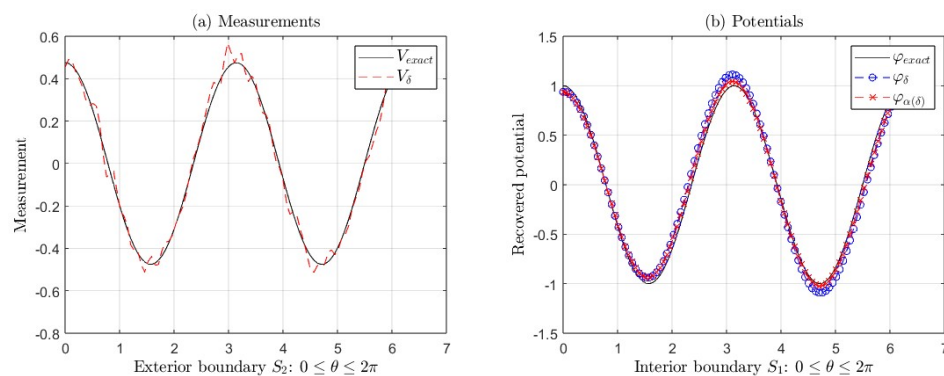 (a) Measurements
0.6
0.4
0.2
0
-0.2
-0.4
-0.6
-0.8
Measurement
V_exact
V_δ
0 1 2 3 4 5 6 7
Exterior boundary S₂: 0 ≤ θ ≤ 2π
(b) Potentials
1.5
1
0.5
0
-0.5
-1
-1.5
Recovered potential
φ_exact
φ_δ
φ_α(δ)
0 1 2 3 4 5 6 7
Interior boundary S₁: 0 ≤ θ ≤ 2π